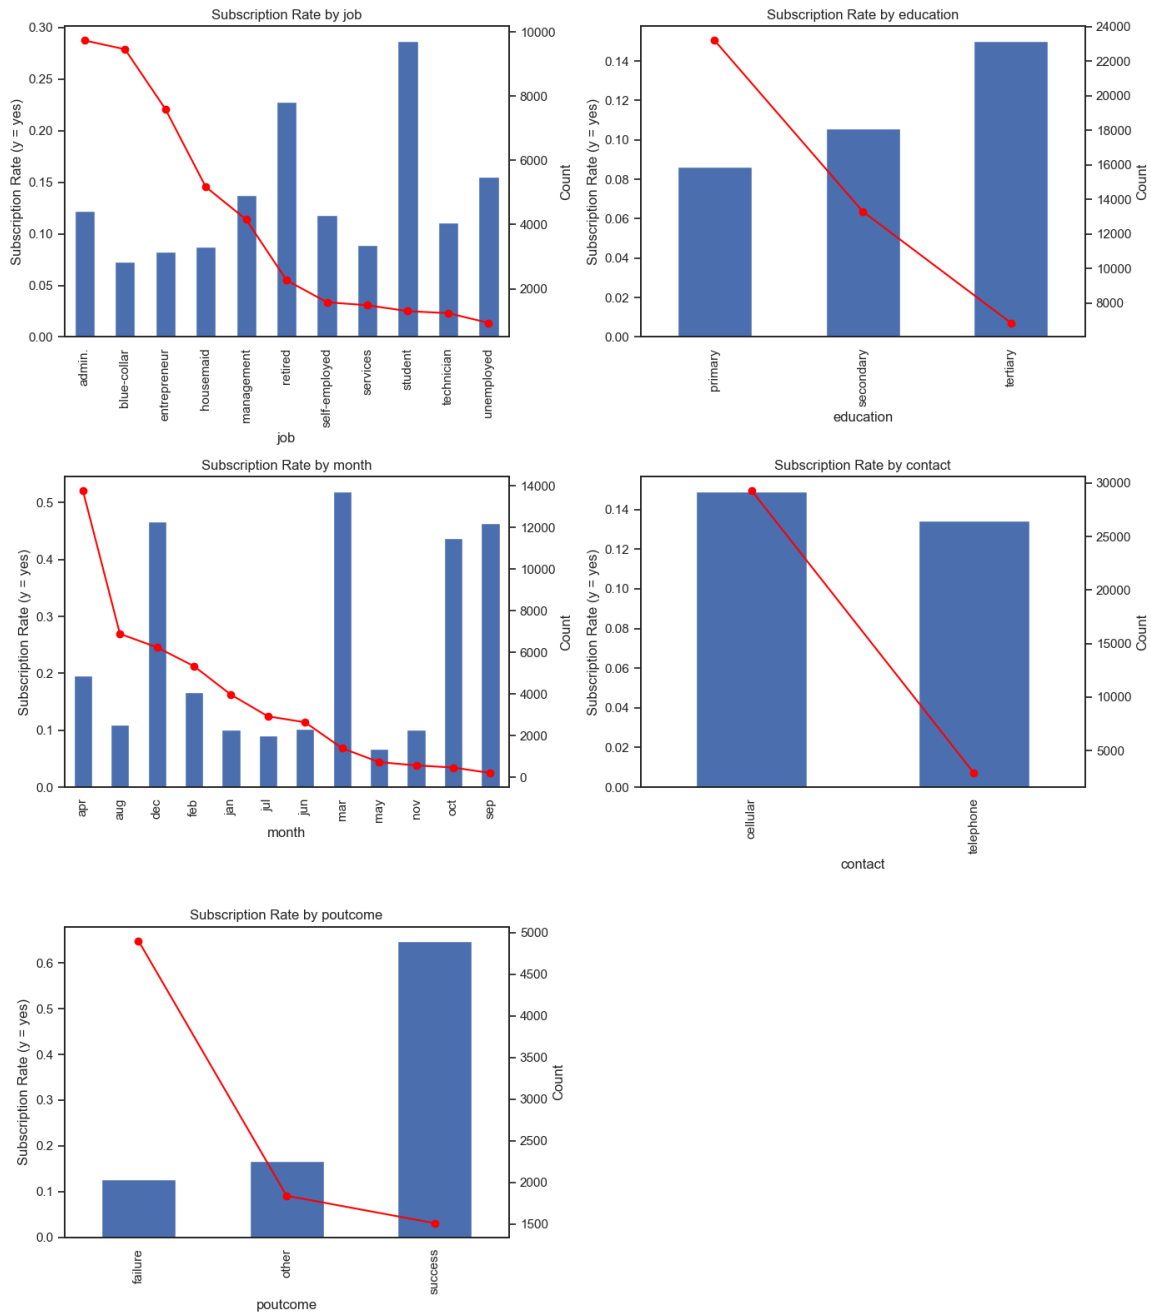 Subscription Rate by job
Subscription Rate (y = yes)
0.30
0.25
0.20
0.15
0.10
0.05
0.00
10000
8000
6000
4000
2000
Count
admin.
blue-collar
entrepreneur
housemaid
management
retired
self-employed
services
student
technician
unemployed
job
Subscription Rate by education
Subscription Rate (y = yes)
0.14
0.12
0.10
0.08
0.06
0.04
0.02
0.00
24000
22000
20000
18000
16000
14000
12000
10000
8000
Count
primary
secondary
tertiary
education
Subscription Rate by month
Subscription Rate (y = yes)
0.5
0.4
0.3
0.2
0.1
0.0
14000
12000
10000
8000
6000
4000
2000
0
Count
apr
aug
dec
feb
jan
jul
jun
mar
may
nov
oct
sep
month
Subscription Rate by contact
Subscription Rate (y = yes)
0.14
0.12
0.10
0.08
0.06
0.04
0.02
0.00
30000
25000
20000
15000
10000
5000
Count
cellular
telephone
contact
Subscription Rate by poutcome
Subscription Rate (y = yes)
0.6
0.5
0.4
0.3
0.2
0.1
0.0
5000
4500
4000
3500
3000
2500
2000
1500
Count
failure
other
success
poutcome